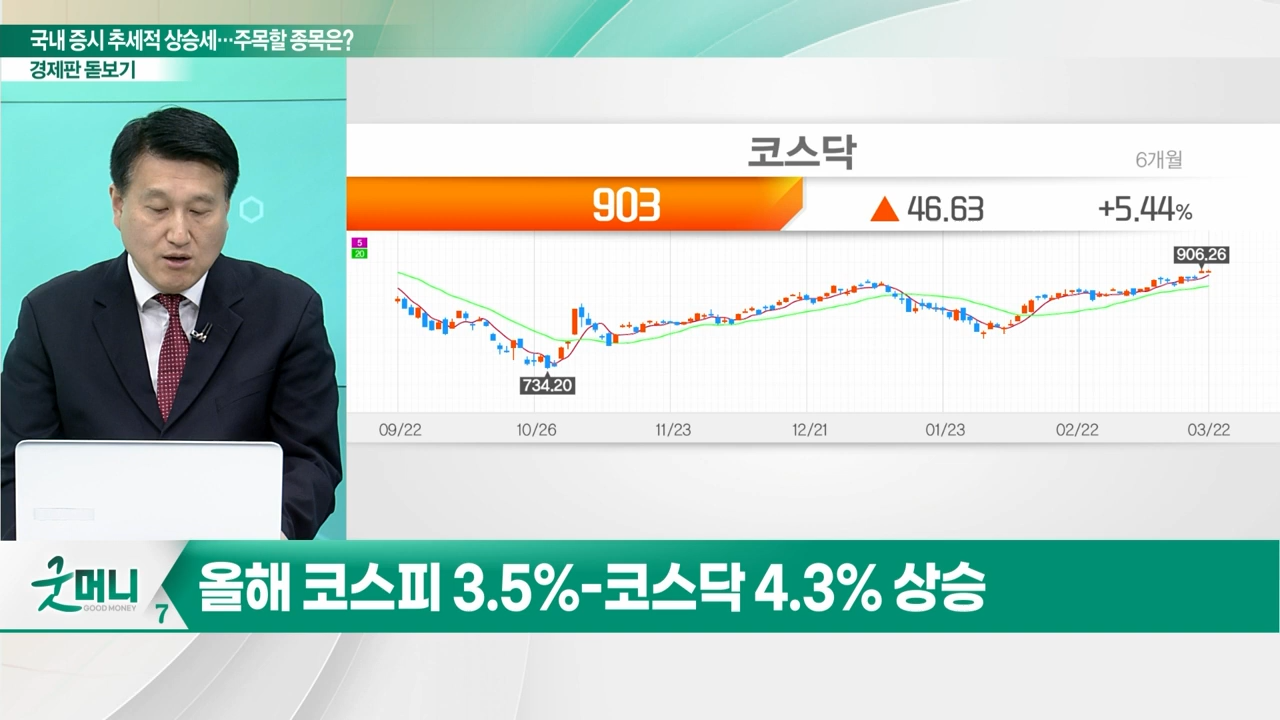 국내 증시 추세적 상승세…주목할 종목은?
경제판 돋보기
코스닥
6개월
903
▲ 46.63
+5.44%
5
20
906.26
734.20
09/22
10/26
11/23
12/21
01/23
02/22
03/22
굿머니
GOOD MONEY
7
올해 코스피 3.5%-코스닥 4.3% 상승